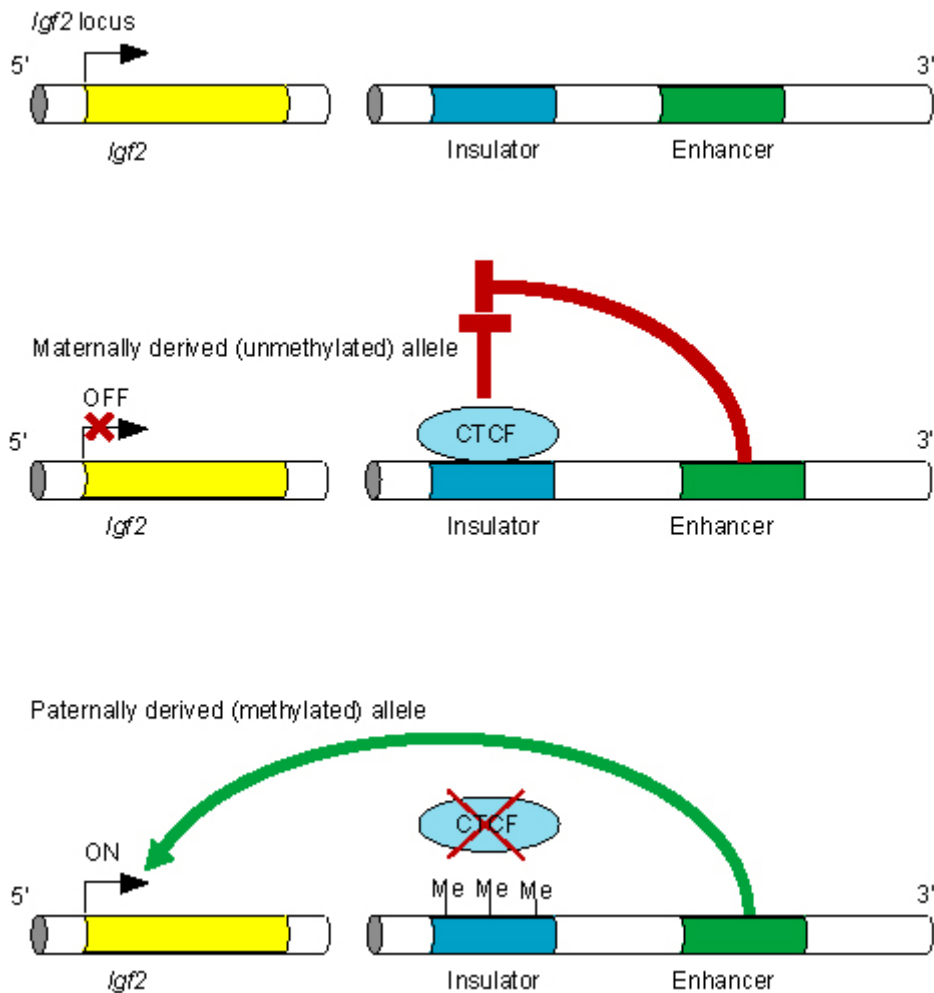 Igf2 locus
5' 3'
Igf2 Insulator Enhancer
Maternally derived (unmethylated) allele
OFF
CTCF
5' 3'
Igf2 Insulator Enhancer
Paternally derived (methylated) allele
CTCF
ON
Me Me Me
5' 3'
Igf2 Insulator Enhancer